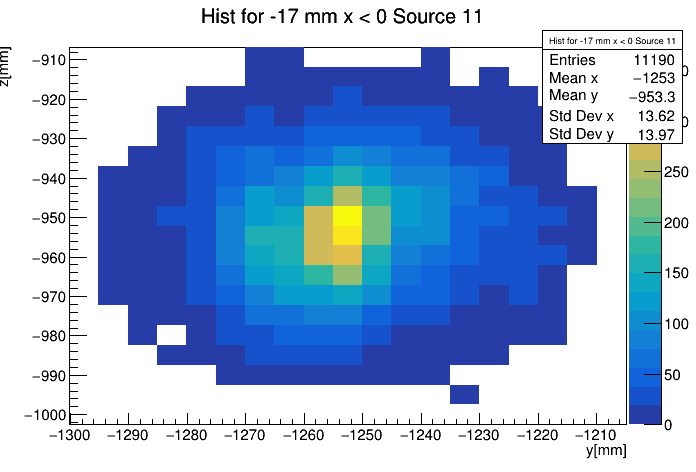 Hist for -17 mm x < 0 Source 11
z[mm]
Hist for -17 mm x < 0 Source 11
Entries 11190
Mean x −1253
Mean y −953.3
Std Dev x 13.62
Std Dev y 13.97
−910
−920
−930
−940
−950
−960
−970
−980
−990
−1000
−1300 −1290 −1280 −1270 −1260 −1250 −1240 −1230 −1220 −1210
y[mm]
250
200
150
100
50
0